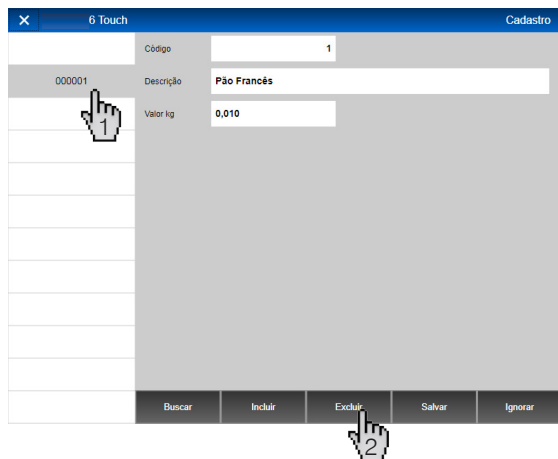 ✕ 6 Touch Cadastro
Código 1
000001 Descrição Pão Francês
1
Valor kg 0,010
Buscar Incluir Excluir Salvar Ignorar
2